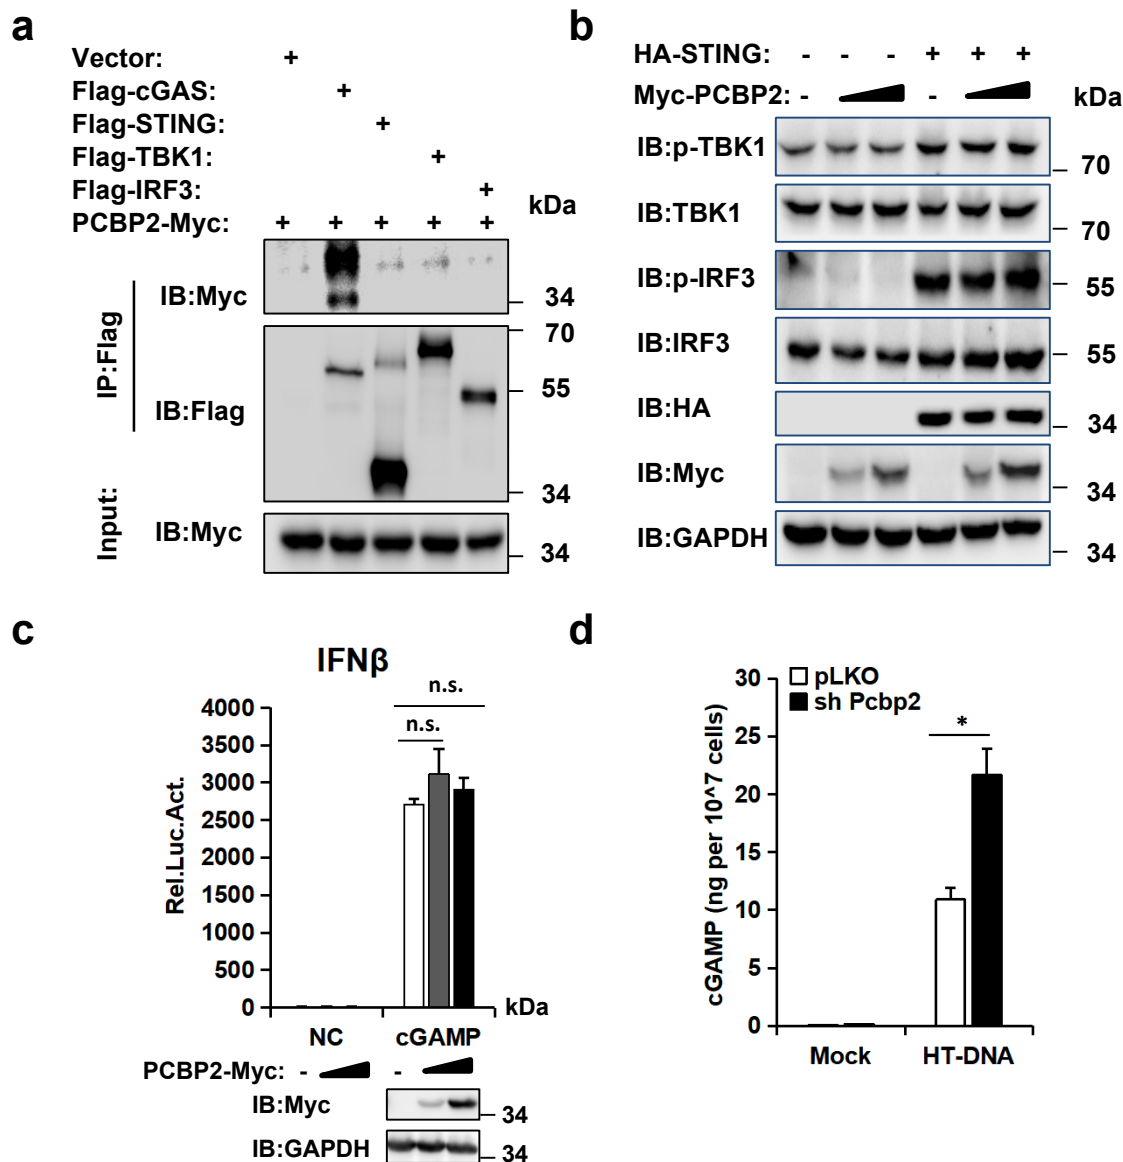 a
Vector: +
Flag-cGAS: +
Flag-STING: +
Flag-TBK1: +
Flag-IRF3: +
kDa
PCBP2-Myc: + + + + +
IP:Flag
IB:Myc
34
70
IB:Flag
55
34
Input:
IB:Myc
34
b
HA-STING: - - - + + +
Myc-PCBP2: - -
kDa
IB:p-TBK1
70
IB:TBK1
70
IB:p-IRF3
55
IB:IRF3
55
IB:HA
34
IB:Myc
34
IB:GAPDH
34
c
IFNβ
n.s.
n.s.
Rel.Luc.Act.
4000
3500
3000
2500
2000
1500
1000
500
0
kDa
NC cGAMP
PCBP2-Myc: - -
IB:Myc
34
IB:GAPDH
34
d
pLKO
sh Pcbp2
*
cGAMP (ng per 10^7 cells)
30
25
20
15
10
5
0
Mock HT-DNA